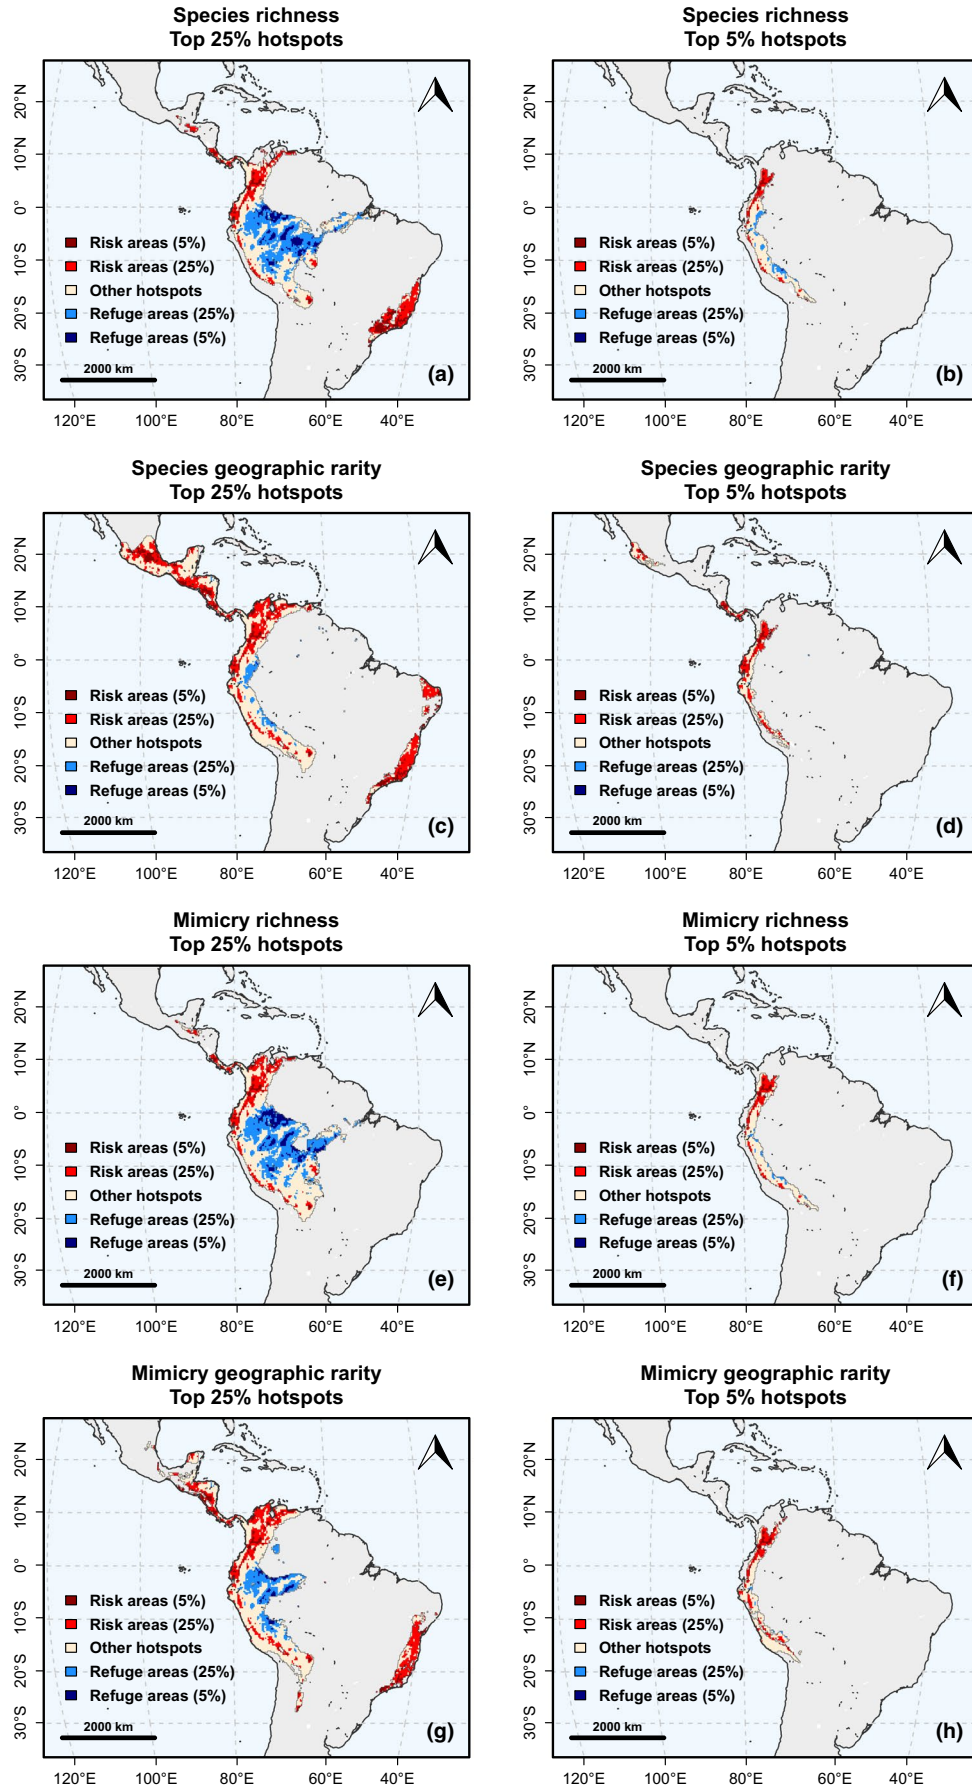 Species richness
Top 25% hotspots
20°N
10°N
0°
10°S
20°S
30°S
Risk areas (5%)
Risk areas (25%)
Other hotspots
Refuge areas (25%)
Refuge areas (5%)
2000 km
(a)
120°E 100°E 80°E 60°E 40°E
Species richness
Top 5% hotspots
20°N
10°N
0°
10°S
20°S
30°S
Risk areas (5%)
Risk areas (25%)
Other hotspots
Refuge areas (25%)
Refuge areas (5%)
2000 km
(b)
120°E 100°E 80°E 60°E 40°E
Species geographic rarity
Top 25% hotspots
20°N
10°N
0°
10°S
20°S
30°S
Risk areas (5%)
Risk areas (25%)
Other hotspots
Refuge areas (25%)
Refuge areas (5%)
2000 km
(c)
120°E 100°E 80°E 60°E 40°E
Species geographic rarity
Top 5% hotspots
20°N
10°N
0°
10°S
20°S
30°S
Risk areas (5%)
Risk areas (25%)
Other hotspots
Refuge areas (25%)
Refuge areas (5%)
2000 km
(d)
120°E 100°E 80°E 60°E 40°E
Mimicry richness
Top 25% hotspots
20°N
10°N
0°
10°S
20°S
30°S
Risk areas (5%)
Risk areas (25%)
Other hotspots
Refuge areas (25%)
Refuge areas (5%)
2000 km
(e)
120°E 100°E 80°E 60°E 40°E
Mimicry richness
Top 5% hotspots
20°N
10°N
0°
10°S
20°S
30°S
Risk areas (5%)
Risk areas (25%)
Other hotspots
Refuge areas (25%)
Refuge areas (5%)
2000 km
(f)
120°E 100°E 80°E 60°E 40°E
Mimicry geographic rarity
Top 25% hotspots
20°N
10°N
0°
10°S
20°S
30°S
Risk areas (5%)
Risk areas (25%)
Other hotspots
Refuge areas (25%)
Refuge areas (5%)
2000 km
(g)
120°E 100°E 80°E 60°E 40°E
Mimicry geographic rarity
Top 5% hotspots
20°N
10°N
0°
10°S
20°S
30°S
Risk areas (5%)
Risk areas (25%)
Other hotspots
Refuge areas (25%)
Refuge areas (5%)
2000 km
(h)
120°E 100°E 80°E 60°E 40°E